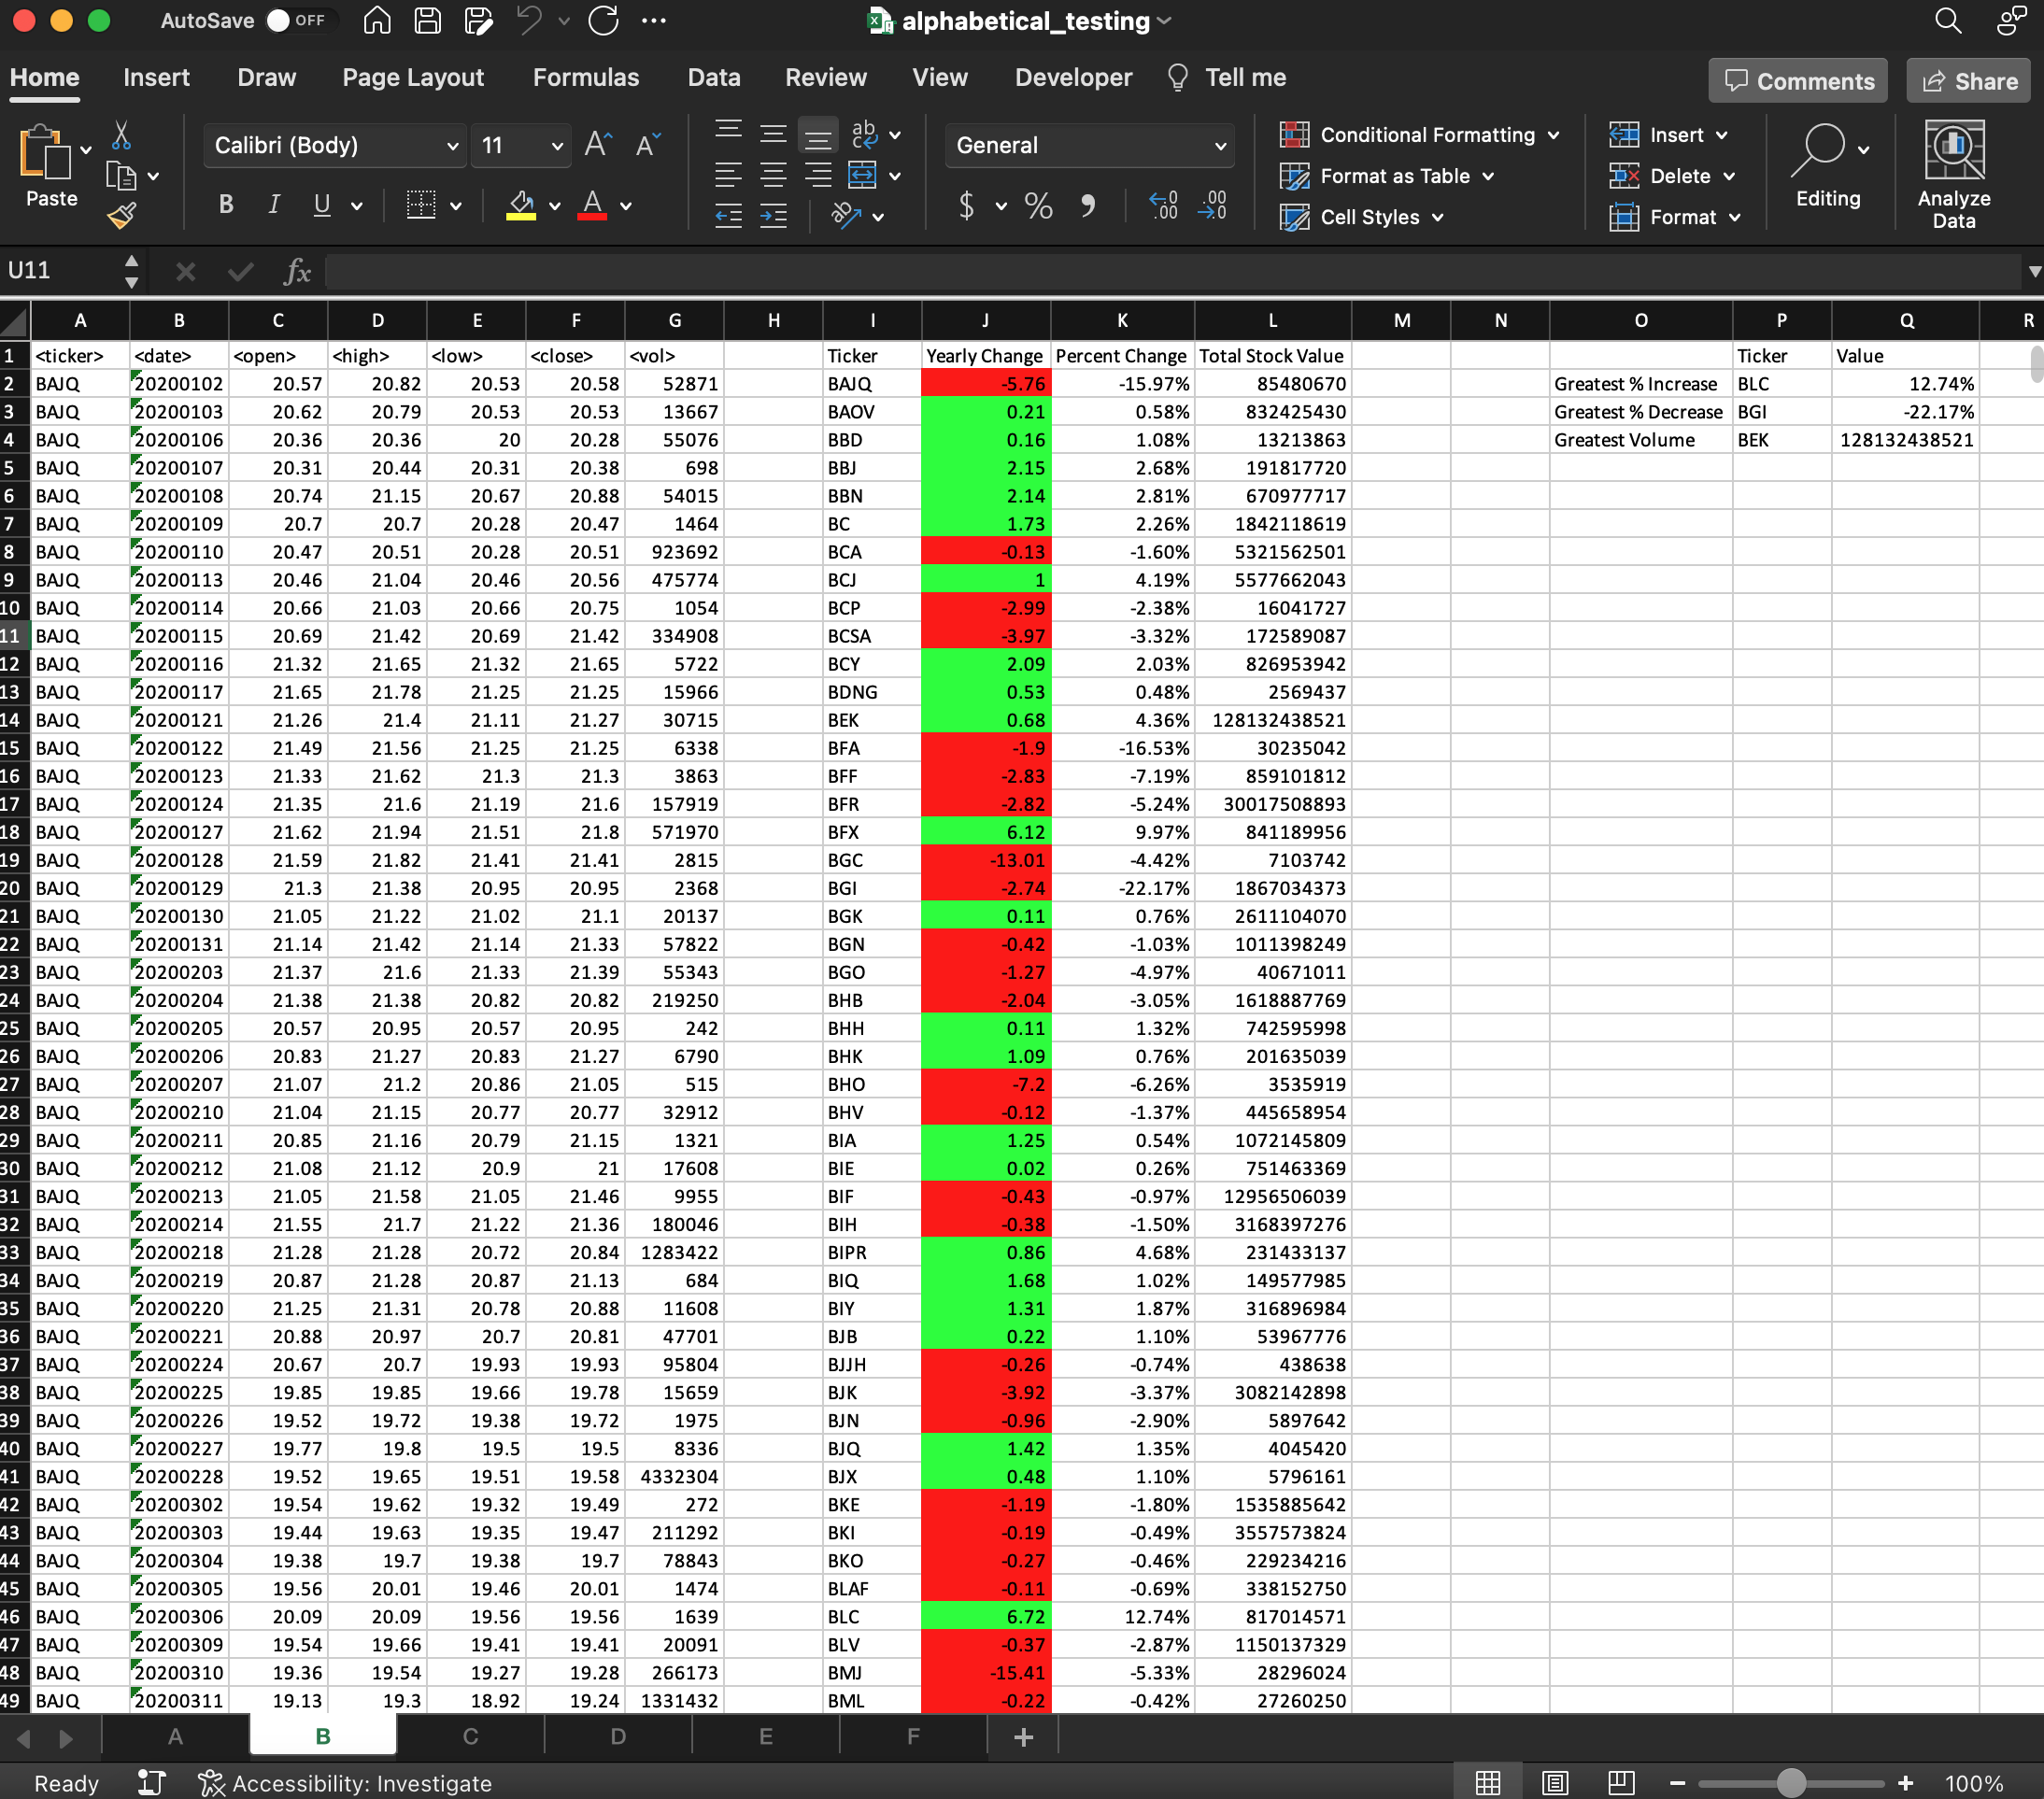 AutoSave OFF alphabetical_testing
Home Insert Draw Page Layout Formulas Data Review View Developer Tell me Comments Share
Paste Calibri (Body) 11 General Conditional Formatting Format as Table Cell Styles Insert Delete Format Editing Analyze Data
U11 fx
A B C D E F G H I J K L M N O P Q R
1 <ticker> <date> <open> <high> <low> <close> <vol> Ticker Yearly Change Percent Change Total Stock Value Ticker Value
2 BAJQ 20200102 20.57 20.82 20.53 20.58 52871 BAJQ -5.76 -15.97% 85480670 Greatest % Increase BLC 12.74%
3 BAJQ 20200103 20.62 20.79 20.53 20.53 13667 BAOV 0.21 0.58% 832425430 Greatest % Decrease BGI -22.17%
4 BAJQ 20200106 20.36 20.36 20 20.28 55076 BBD 0.16 1.08% 13213863 Greatest Volume BEK 128132438521
5 BAJQ 20200107 20.31 20.44 20.31 20.38 698 BBJ 2.15 2.68% 191817720
6 BAJQ 20200108 20.74 21.15 20.67 20.88 54015 BBN 2.14 2.81% 670977717
7 BAJQ 20200109 20.7 20.7 20.28 20.47 1464 BC 1.73 2.26% 1842118619
8 BAJQ 20200110 20.47 20.51 20.28 20.51 923692 BCA -0.13 -1.60% 5321562501
9 BAJQ 20200113 20.46 21.04 20.46 20.56 475774 BCJ 1 4.19% 5577662043
10 BAJQ 20200114 20.66 21.03 20.66 20.75 1054 BCP -2.99 -2.38% 16041727
11 BAJQ 20200115 20.69 21.42 20.69 21.42 334908 BCSA -3.97 -3.32% 172589087
12 BAJQ 20200116 21.32 21.65 21.32 21.65 5722 BCY 2.09 2.03% 826953942
13 BAJQ 20200117 21.65 21.78 21.25 21.25 15966 BDNG 0.53 0.48% 2569437
14 BAJQ 20200121 21.26 21.4 21.11 21.27 30715 BEK 0.68 4.36% 128132438521
15 BAJQ 20200122 21.49 21.56 21.25 21.25 6338 BFA -1.9 -16.53% 30235042
16 BAJQ 20200123 21.33 21.62 21.3 21.3 3863 BFF -2.83 -7.19% 859101812
17 BAJQ 20200124 21.35 21.6 21.19 21.6 157919 BFR -2.82 -5.24% 30017508893
18 BAJQ 20200127 21.62 21.94 21.51 21.8 571970 BFX 6.12 9.97% 841189956
19 BAJQ 20200128 21.59 21.82 21.41 21.41 2815 BGC -13.01 -4.42% 7103742
20 BAJQ 20200129 21.3 21.38 20.95 20.95 2368 BGI -2.74 -22.17% 1867034373
21 BAJQ 20200130 21.05 21.22 21.02 21.1 20137 BGK 0.11 0.76% 2611104070
22 BAJQ 20200131 21.14 21.42 21.14 21.33 57822 BGN -0.42 -1.03% 1011398249
23 BAJQ 20200203 21.37 21.6 21.33 21.39 55343 BGO -1.27 -4.97% 40671011
24 BAJQ 20200204 21.38 21.38 20.82 20.82 219250 BHB -2.04 -3.05% 1618887769
25 BAJQ 20200205 20.57 20.95 20.57 20.95 242 BHH 0.11 1.32% 742595998
26 BAJQ 20200206 20.83 21.27 20.83 21.27 6790 BHK 1.09 0.76% 201635039
27 BAJQ 20200207 21.07 21.2 20.86 21.05 515 BHO -7.2 -6.26% 3535919
28 BAJQ 20200210 21.04 21.15 20.77 20.77 32912 BHV -0.12 -1.37% 445658954
29 BAJQ 20200211 20.85 21.16 20.79 21.15 1321 BIA 1.25 0.54% 1072145809
30 BAJQ 20200212 21.08 21.12 20.9 21 17608 BIE 0.02 0.26% 751463369
31 BAJQ 20200213 21.05 21.58 21.05 21.46 9955 BIF -0.43 -0.97% 12956506039
32 BAJQ 20200214 21.55 21.7 21.22 21.36 180046 BIH -0.38 -1.50% 3168397276
33 BAJQ 20200218 21.28 21.28 20.72 20.84 1283422 BIPR 0.86 4.68% 231433137
34 BAJQ 20200219 20.87 21.28 20.87 21.13 684 BIQ 1.68 1.02% 149577985
35 BAJQ 20200220 21.25 21.31 20.78 20.88 11608 BIY 1.31 1.87% 316896984
36 BAJQ 20200221 20.88 20.97 20.7 20.81 47701 BJB 0.22 1.10% 53967776
37 BAJQ 20200224 20.67 20.7 19.93 19.93 95804 BJJH -0.26 -0.74% 438638
38 BAJQ 20200225 19.85 19.85 19.66 19.78 15659 BJK -3.92 -3.37% 3082142898
39 BAJQ 20200226 19.52 19.72 19.38 19.72 1975 BJN -0.96 -2.90% 5897642
40 BAJQ 20200227 19.77 19.8 19.5 19.5 8336 BJQ 1.42 1.35% 4045420
41 BAJQ 20200228 19.52 19.65 19.51 19.58 4332304 BJX 0.48 1.10% 5796161
42 BAJQ 20200302 19.54 19.62 19.32 19.49 272 BKE -1.19 -1.80% 1535885642
43 BAJQ 20200303 19.44 19.63 19.35 19.47 211292 BKI -0.19 -0.49% 3557573824
44 BAJQ 20200304 19.38 19.7 19.38 19.7 78843 BKO -0.27 -0.46% 229234216
45 BAJQ 20200305 19.56 20.01 19.46 20.01 1474 BLAF -0.11 -0.69% 338152750
46 BAJQ 20200306 20.09 20.09 19.56 19.56 1639 BLC 6.72 12.74% 817014571
47 BAJQ 20200309 19.54 19.66 19.41 19.41 20091 BLV -0.37 -2.87% 1150137329
48 BAJQ 20200310 19.36 19.54 19.27 19.28 266173 BMJ -15.41 -5.33% 28296024
49 BAJQ 20200311 19.13 19.3 18.92 19.24 1331432 BML -0.22 -0.42% 27260250
A B C D E F +
Ready Accessibility: Investigate 100%